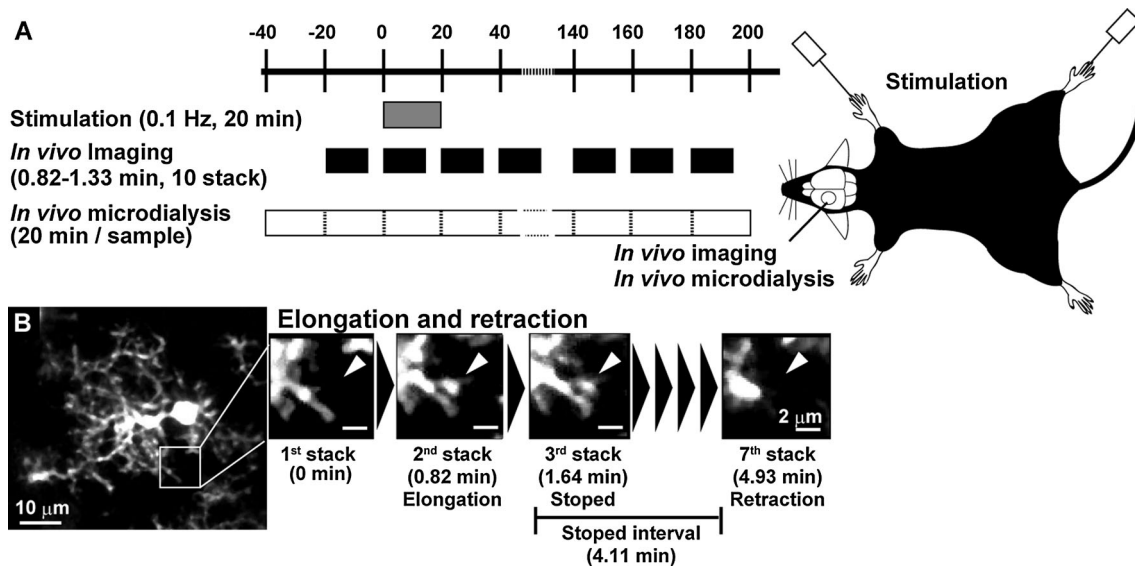 A
-40 -20 0 20 40 140 160 180 200
Stimulation (0.1 Hz, 20 min)
In vivo Imaging
(0.82-1.33 min, 10 stack)
In vivo microdialysis
(20 min / sample)
Stimulation
In vivo imaging
In vivo microdialysis
B
Elongation and retraction
10 μm
2 μm
1st stack
(0 min)
2nd stack
(0.82 min)
Elongation
3rd stack
(1.64 min)
Stoped
7th stack
(4.93 min)
Retraction
Stoped interval
(4.11 min)